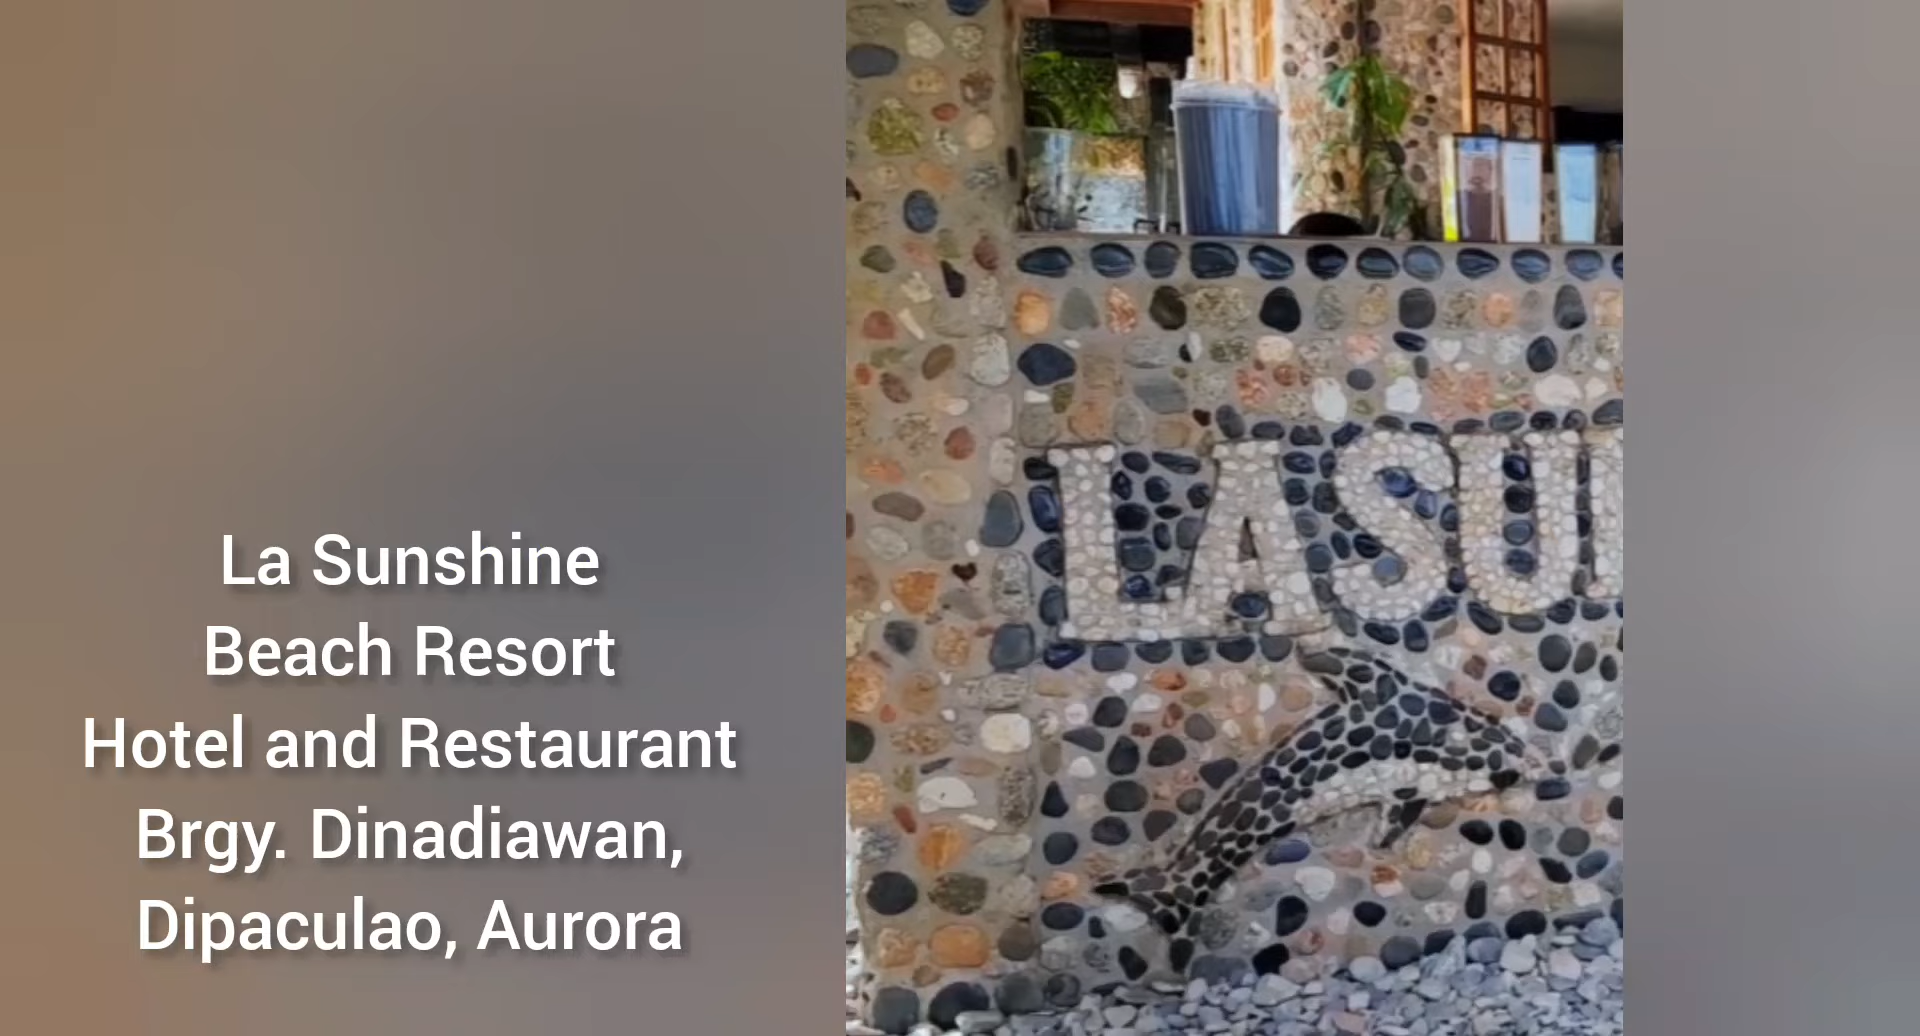 La Sunshine
Beach Resort
Hotel and Restaurant
Brgy. Dinadiawan,
Dipaculao, Aurora
LASU